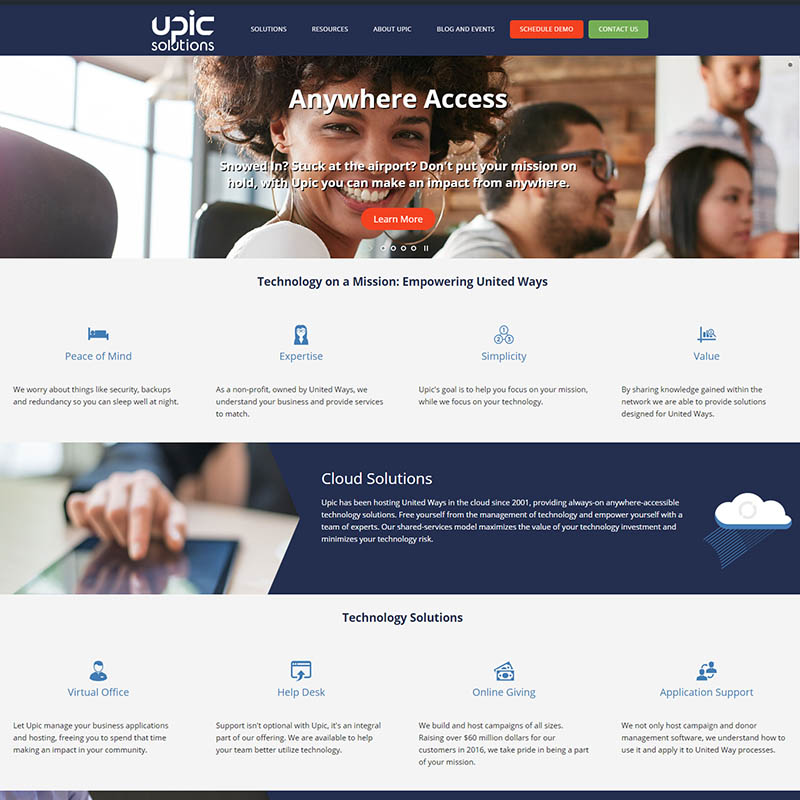 upic
solutions
SOLUTIONS
RESOURCES
ABOUT UPIC
BLOG AND EVENTS
SCHEDULE DEMO
CONTACT US
Anywhere Access
Snowed In? Stuck at the airport? Don't put your mission on
hold, with Upic you can make an impact from anywhere.
Learn More
Technology on a Mission: Empowering United Ways
Peace of Mind
We worry about things like security, backups
and redundancy so you can sleep well at night.
Expertise
As a non-profit, owned by United Ways, we
understand your business and provide services
to match.
1
2
3
Simplicity
Upic's goal is to help you focus on your mission,
while we focus on your technology.
Value
By sharing knowledge gained within the
network we are able to provide solutions
designed for United Ways.
Cloud Solutions
Upic has been hosting United Ways in the cloud since 2001, providing always-on anywhere-accessible
technology solutions. Free yourself from the management of technology and empower yourself with a
team of experts. Our shared-services model maximizes the value of your technology investment and
minimizes your technology risk.
Technology Solutions
Virtual Office
Let Upic manage your business applications
and hosting, freeing you to spend that time
making an impact in your community.
Help Desk
Support isn't optional with Upic, it's an integral
part of our offering. We are available to help
your team better utilize technology.
Online Giving
We build and host campaigns of all sizes.
Raising over $60 million dollars for our
customers in 2016, we take pride in being a part
of your mission.
Application Support
We not only host campaign and donor
management software, we understand how to
use it and apply it to United Way processes.